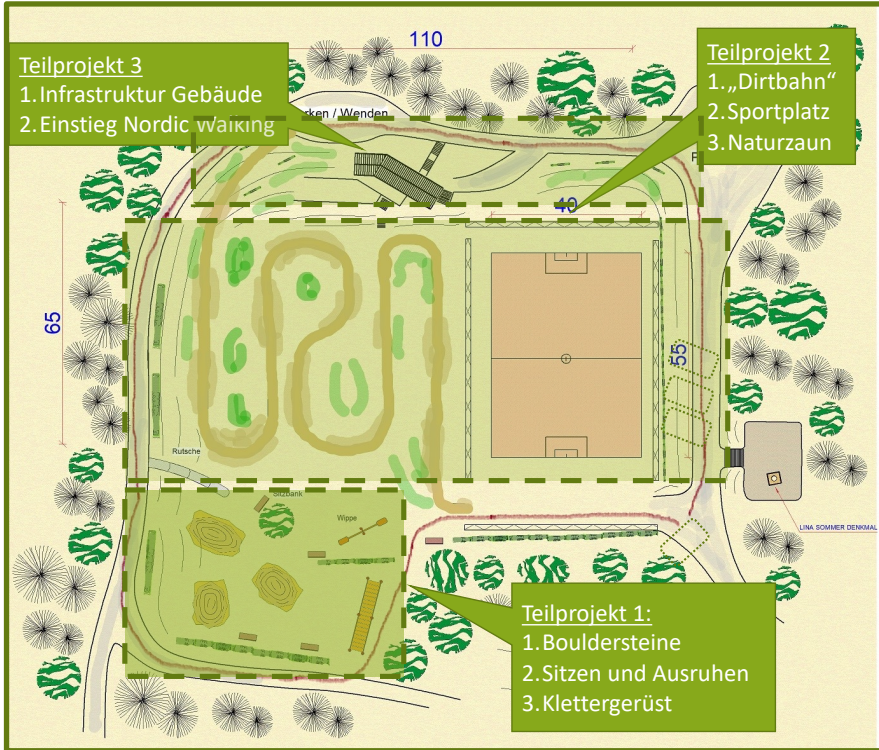 110
Teilprojekt 3
1.Infrastruktur Gebäude
2.Einstieg Nordic Walking
Teilprojekt 2
1.„Dirtbahn“
2.Sportplatz
3.Naturzaun
/ Wenden
40
65
55
Rutsche
Sitzbank
Wippe
LINA SOMMER DENKMAL
Teilprojekt 1:
1.Bouldersteine
2.Sitzen und Ausruhen
3.Klettergerüst